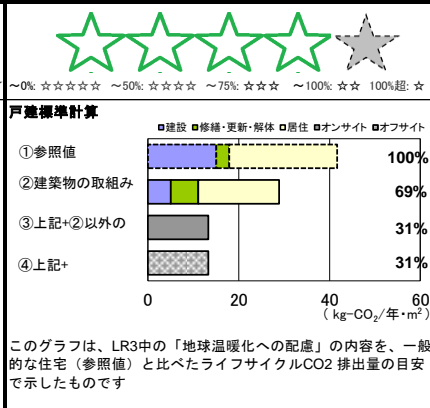 ~0%: ☆☆☆☆☆ ~50%: ☆☆☆☆ ~75%: ☆☆☆ ~100%: ☆☆ 100%超: ☆
戸建標準計算
■建設 ■修繕・更新・解体 ■居住 ■オンサイト ■オフサイト
①参照値 100%
②建築物の取組み 69%
③上記+②以外の 31%
④上記+ 31%
0 20 40 60
( kg-CO₂/年・m²)
このグラフは、LR3中の「地球温暖化への配慮」の内容を、一般
的な住宅（参照値）と比べたライフサイクルCO2 排出量の目安
で示したものです